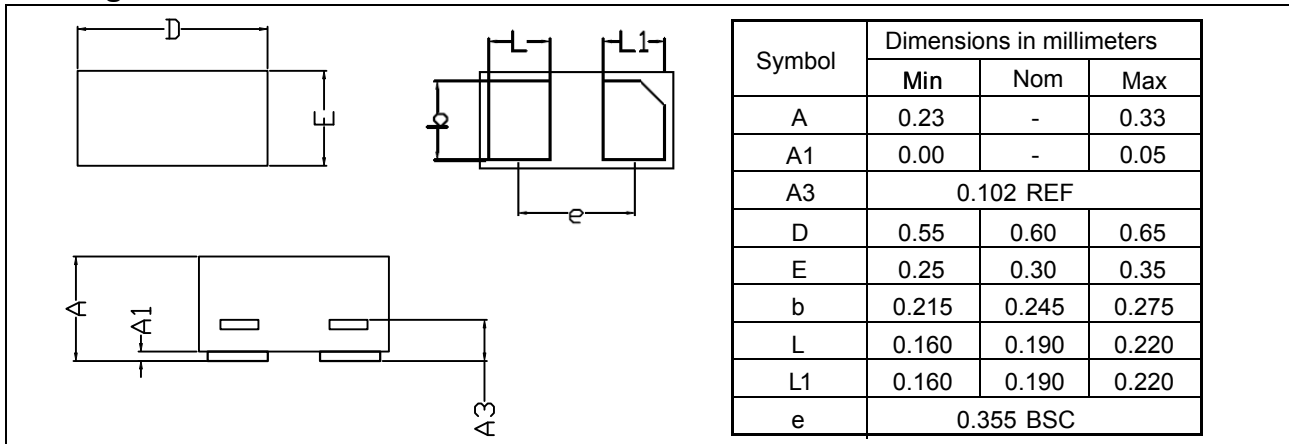 D
E
L
L1
b
e
A
A1
A3
Symbol Dimensions in millimeters
Min Nom Max
A 0.23 - 0.33
A1 0.00 - 0.05
A3 0.102 REF
D 0.55 0.60 0.65
E 0.25 0.30 0.35
b 0.215 0.245 0.275
L 0.160 0.190 0.220
L1 0.160 0.190 0.220
e 0.355 BSC